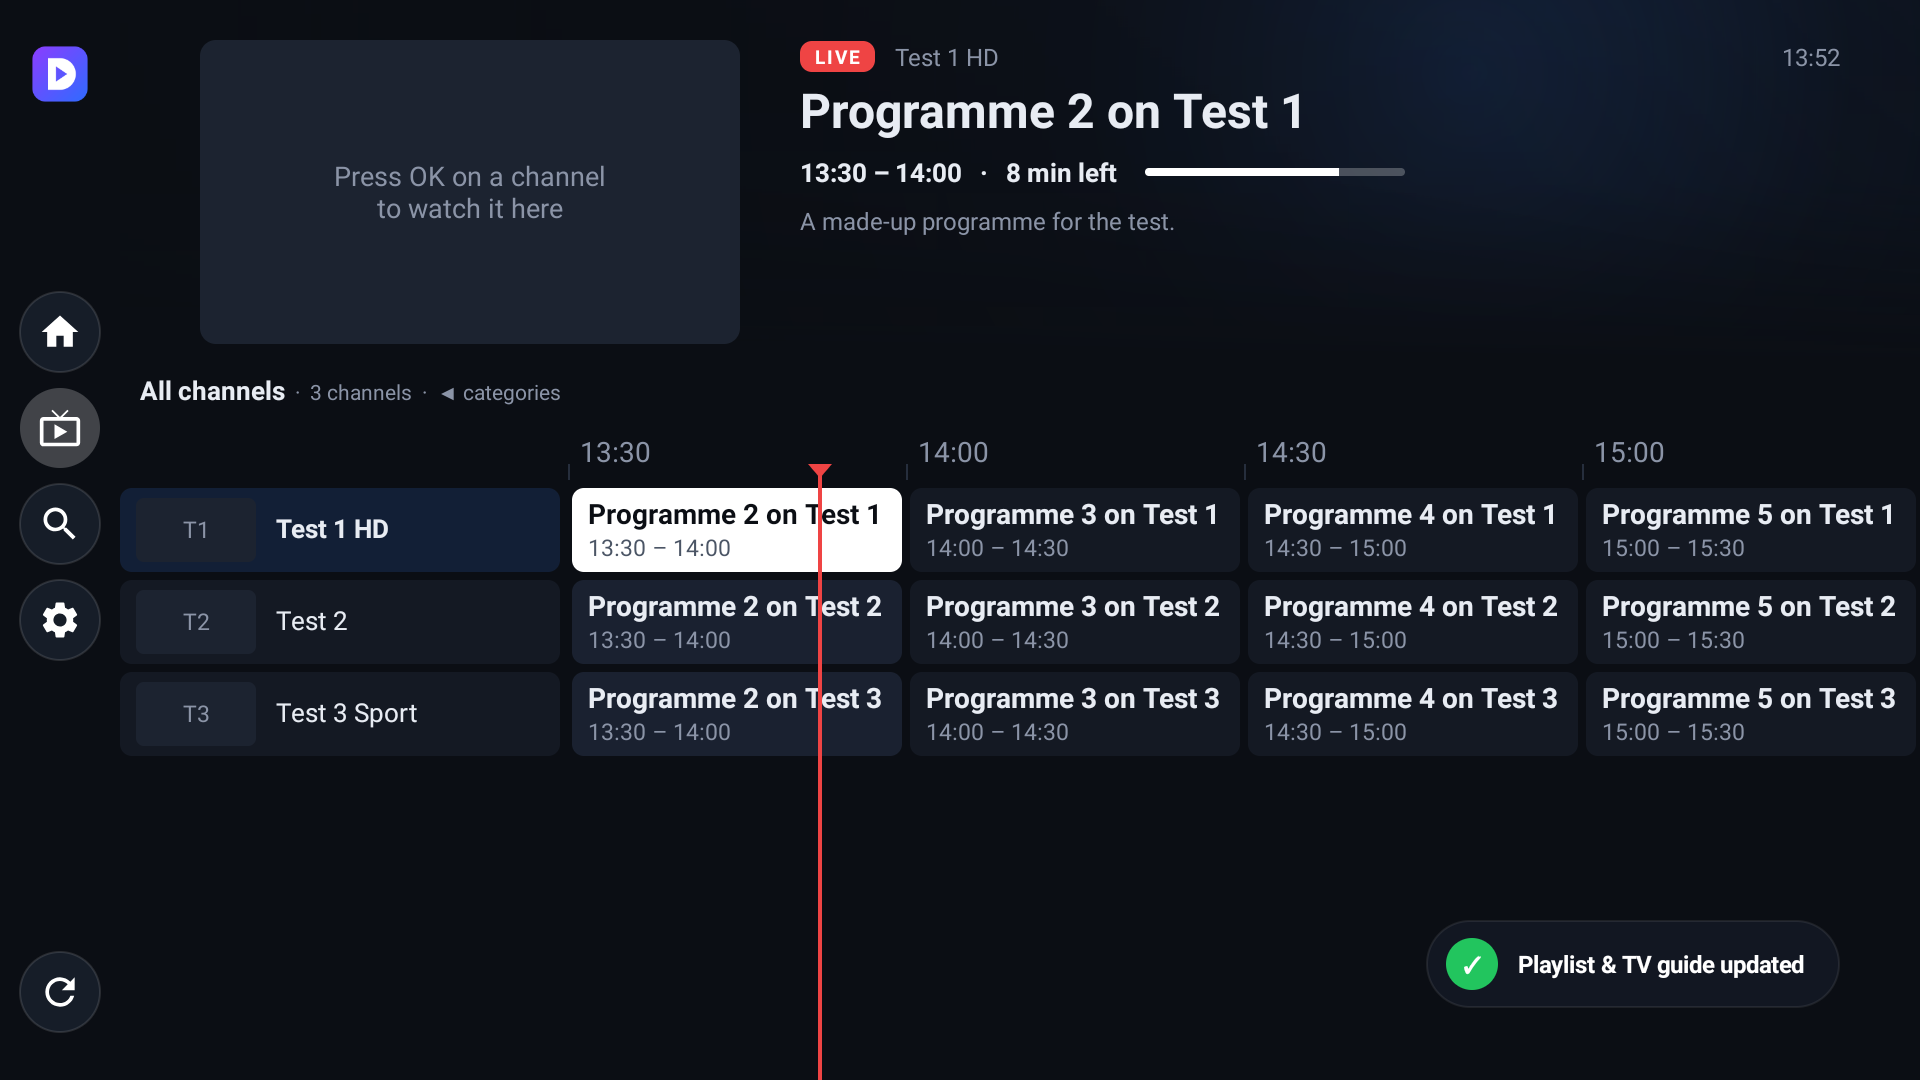 LIVE Test 1 HD 13:52
Programme 2 on Test 1
13:30 – 14:00 · 8 min left
A made-up programme for the test.
Press OK on a channel
to watch it here
All channels · 3 channels · ◄ categories
13:30 14:00 14:30 15:00
T1 Test 1 HD
Programme 2 on Test 1 Programme 3 on Test 1 Programme 4 on Test 1 Programme 5 on Test 1
13:30 – 14:00 14:00 – 14:30 14:30 – 15:00 15:00 – 15:30
T2 Test 2
Programme 2 on Test 2 Programme 3 on Test 2 Programme 4 on Test 2 Programme 5 on Test 2
13:30 – 14:00 14:00 – 14:30 14:30 – 15:00 15:00 – 15:30
T3 Test 3 Sport
Programme 2 on Test 3 Programme 3 on Test 3 Programme 4 on Test 3 Programme 5 on Test 3
13:30 – 14:00 14:00 – 14:30 14:30 – 15:00 15:00 – 15:30
✓ Playlist & TV guide updated